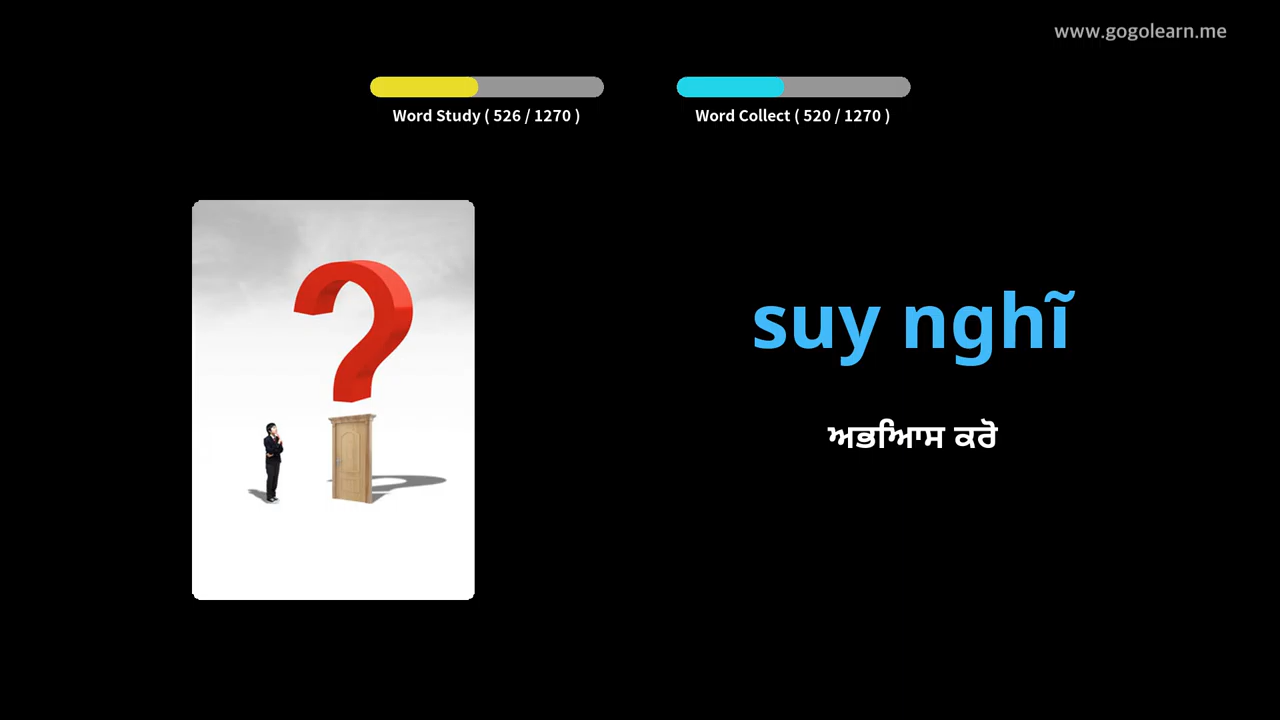 www.gogolearn.me
Word Study ( 526 / 1270 )
Word Collect ( 520 / 1270 )
suy nghĩ
ਅਭਿਆਸ ਕਰੋ